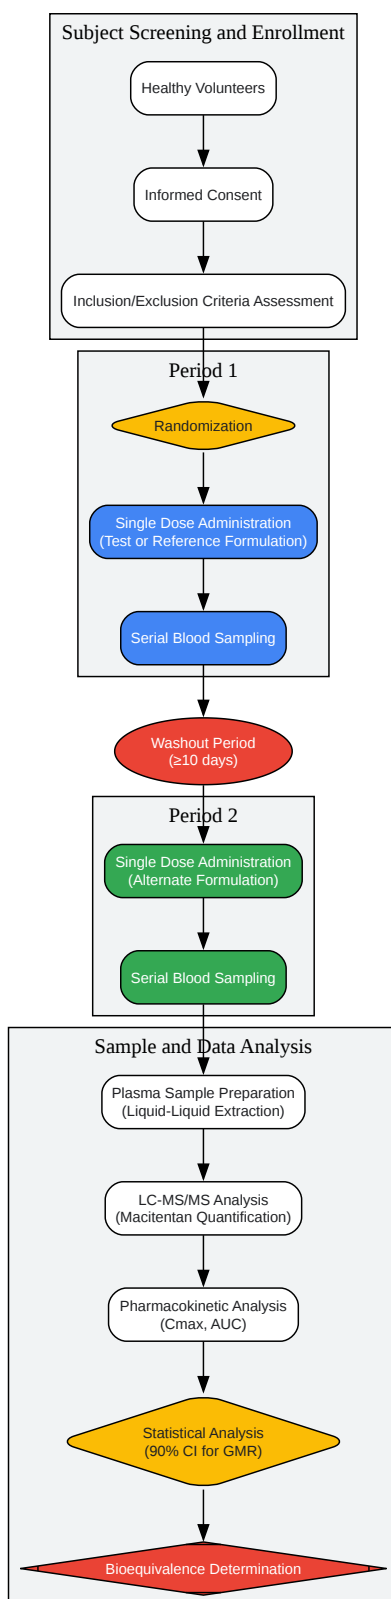 Subject Screening and Enrollment
Healthy Volunteers
Informed Consent
Inclusion/Exclusion Criteria Assessment
Period 1
Randomization
Single Dose Administration
(Test or Reference Formulation)
Serial Blood Sampling
Washout Period
(≥10 days)
Period 2
Single Dose Administration
(Alternate Formulation)
Serial Blood Sampling
Sample and Data Analysis
Plasma Sample Preparation
(Liquid-Liquid Extraction)
LC-MS/MS Analysis
(Macitentan Quantification)
Pharmacokinetic Analysis
(Cmax, AUC)
Statistical Analysis
(90% CI for GMR)
Bioequivalence Determination